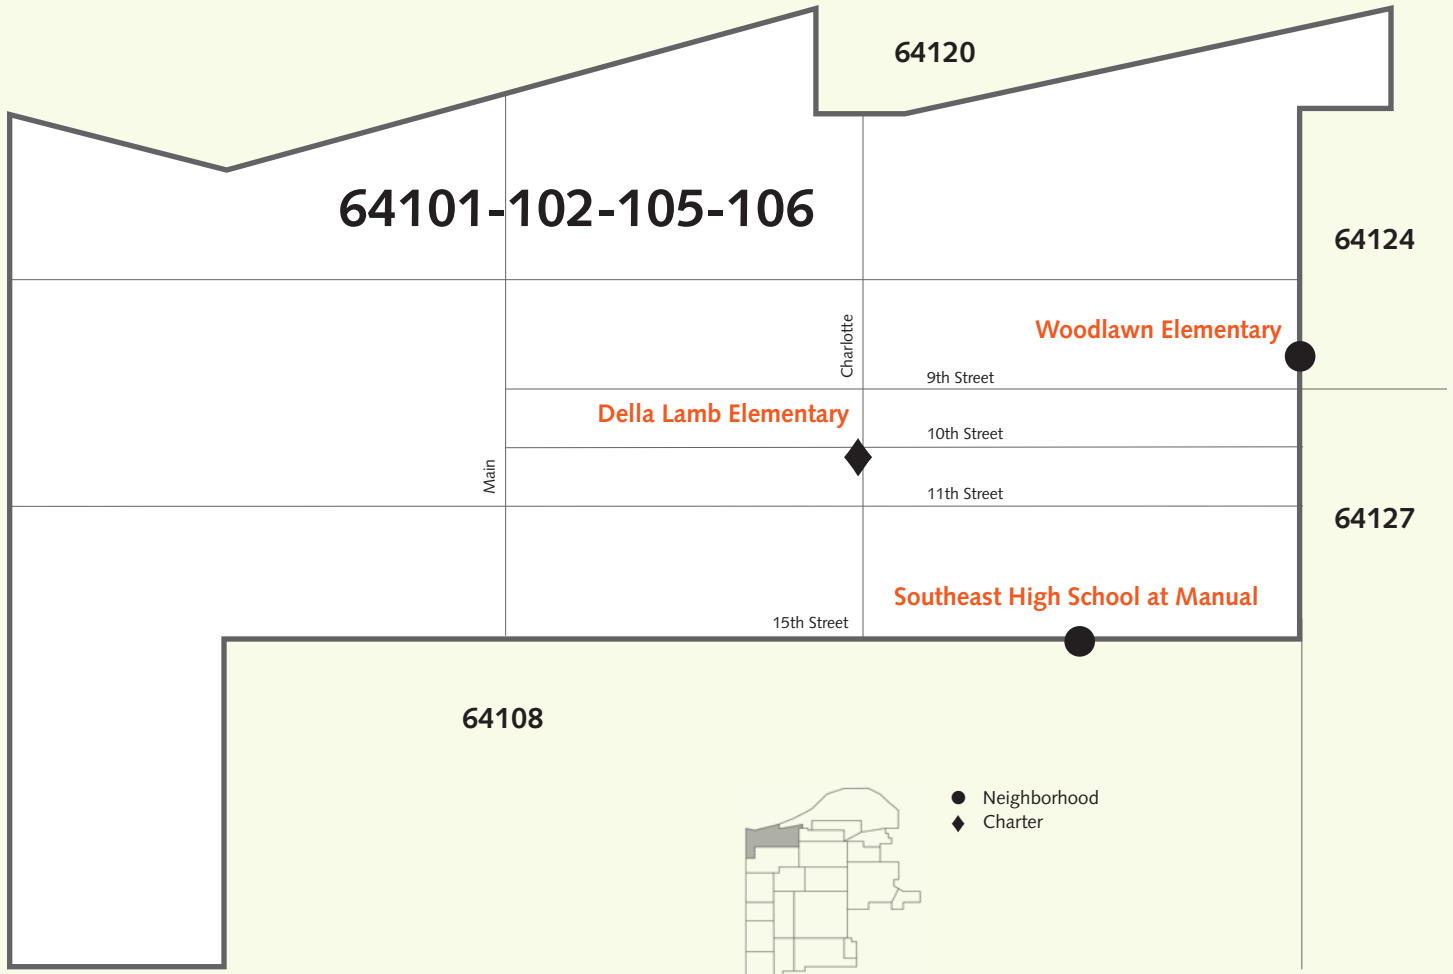 64120
64101-102-105-106
64124
Woodlawn Elementary
Charlotte
9th Street
Della Lamb Elementary
10th Street
Main
11th Street
64127
Southeast High School at Manual
15th Street
64108
Neighborhood
Charter